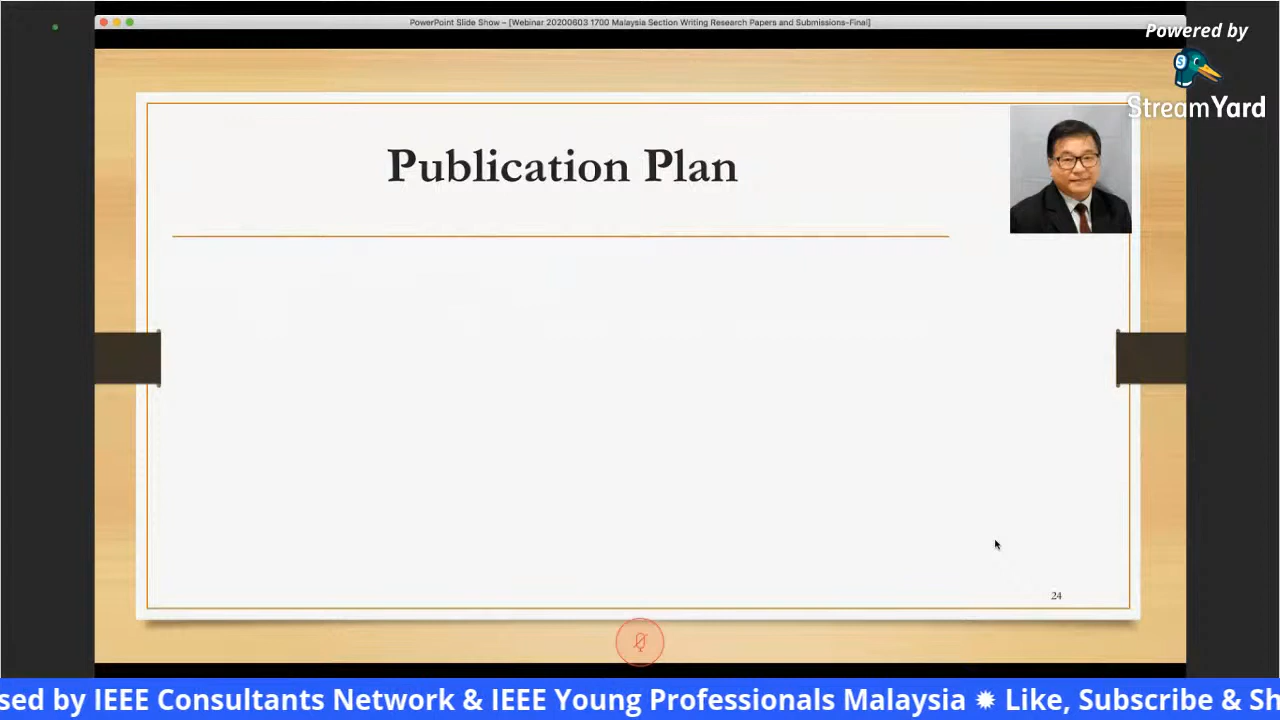 PowerPoint Slide Show – [Webinar 20200603 1700 Malaysia Section Writing Research Papers and Submissions-Final]
Powered by
S
StreamYard
Publication Plan
24
sed by IEEE Consultants Network & IEEE Young Professionals Malaysia ✹ Like, Subscribe & Sh